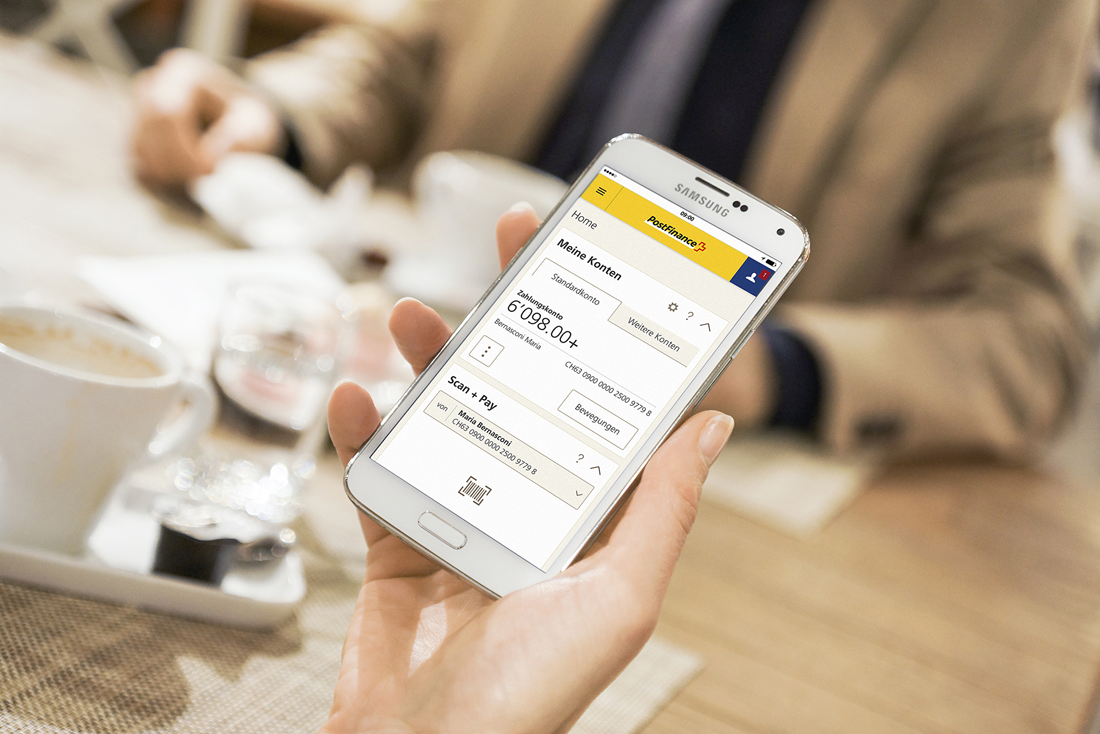 SAMSUNG
09:00
PostFinance
1
Home
Meine Konten
?
Standardkonto
Weitere Konten
Zahlungskonto
6’098.00+
Bernasconi Maria
CH63 0900 0000 2500 9779 8
Bewegungen
Scan + Pay
?
von Maria Bernasconi
CH63 0900 0000 2500 9779 8